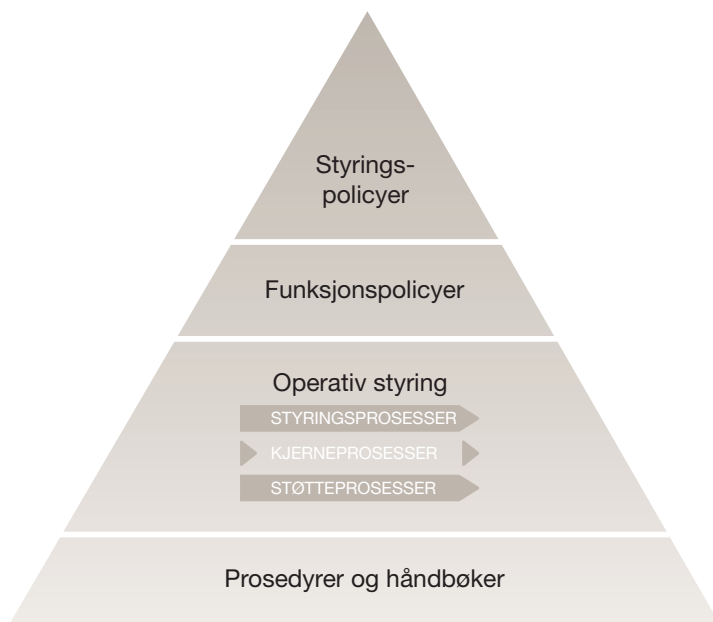 Styrings-
policyer
Funksjonspolicyer
Operativ styring
STYRINGSPROSESSER
KJERNEPROSESSER
STØTTEPROSESSER
Prosedyrer og håndbøker